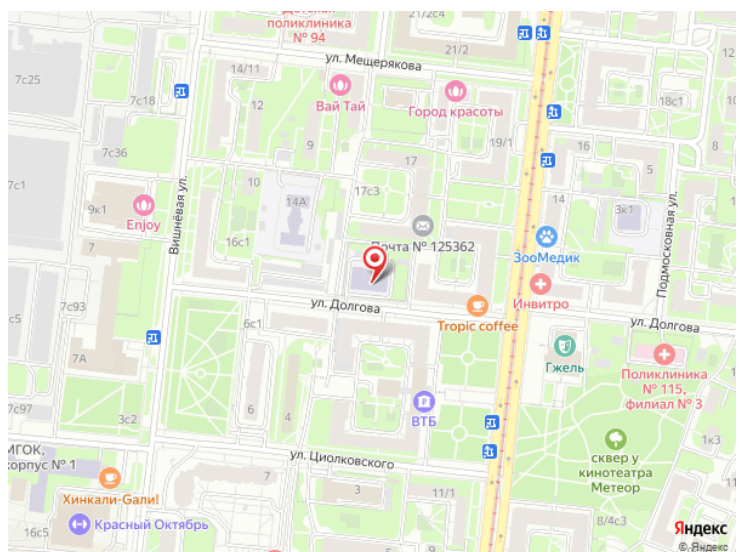 21/2с4
Детская
поликлиника
№ 94
21/2
ул. Мещерякова
7с25
14/11
7с18
12
Вай Тай
Город красоты
18с1
9
19/1
7с36
16
8
17
5
7с1
10
17с3
14А
14
9к1
Enjoy
Вишнёвая ул.
3к1
Подмосковная ул.
16с1
Почта № 125362
7
ЗооМедик
Инвитро
7с93
с5
ул. Долгова
6с1
Tropic coffee
ул. Долгова
7А
Гжель
Поликлиника
№ 115,
филиал № 3
7с97
6
4
ВТБ
3с2
1к3
МГОК,
корпус № 1
сквер у
кинотеатра
Метеор
ул. Циолковского
7
Хинкали-Gали!
3
11/1
Красный Октябрь
8/4с3
16с5
Яндекс
© Яндекс